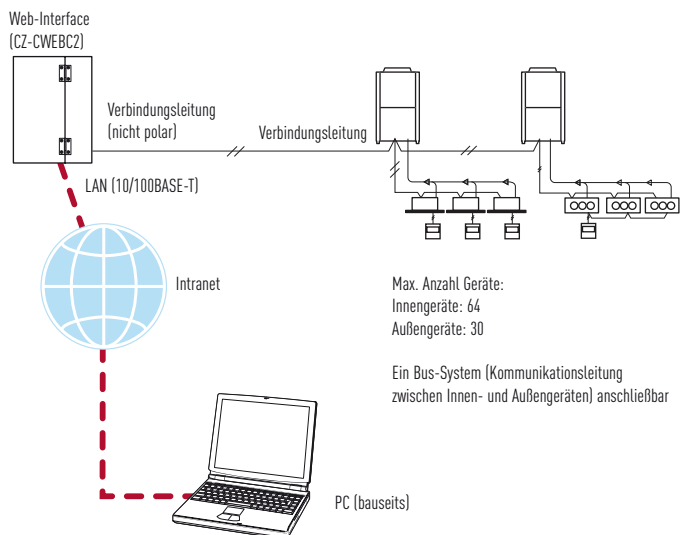 Web-Interface
(CZ-CWEBC2)
Verbindungsleitung
(nicht polar)
Verbindungsleitung
LAN (10/100BASE-T)
Intranet
Max. Anzahl Geräte:
Innengeräte: 64
Außengeräte: 30
Ein Bus-System (Kommunikationsleitung
zwischen Innen- und Außengeräten) anschließbar
PC (bauseits)